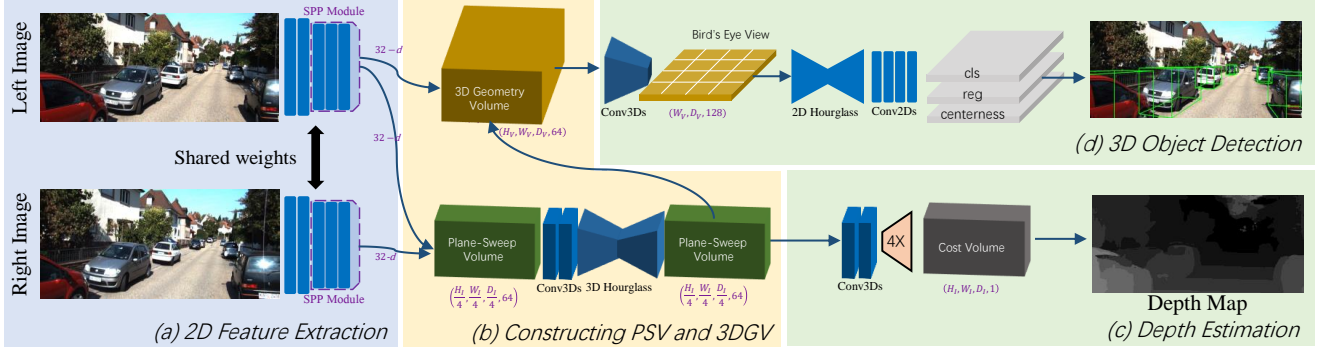 Left Image
SPP Module
32-d
32-d
Shared weights
Right Image
SPP Module
32-d
(a) 2D Feature Extraction
3D Geometry
Volume
(H_V, W_V, D_V, 64)
Plane-Sweep
Volume
(H_I/4, W_I/4, D_I/4, 64)
Conv3Ds
3D Hourglass
Plane-Sweep
Volume
(H_I/4, W_I/4, D_I/4, 64)
(b) Constructing PSV and 3DGV
Conv3Ds
Bird's Eye View
(W_V, D_V, 128)
2D Hourglass
Conv2Ds
cls
reg
centerness
(d) 3D Object Detection
Conv3Ds
4X
Cost Volume
(H_I, W_I, D_I, 1)
Depth Map
(c) Depth Estimation